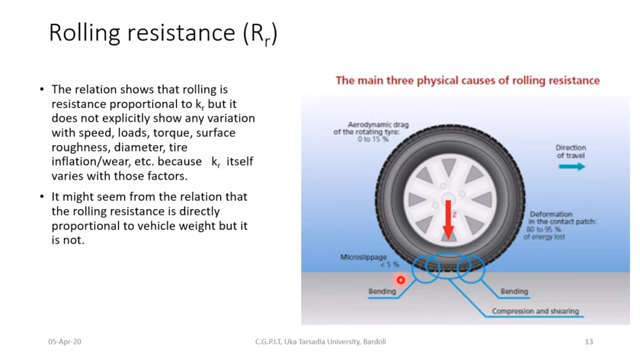 Rolling resistance (Rr)
• The relation shows that rolling is
resistance proportional to kr but it
does not explicitly show any variation
with speed, loads, torque, surface
roughness, diameter, tire
inflation/wear, etc. because kr itself
varies with those factors.
• It might seem from the relation that
the rolling resistance is directly
proportional to vehicle weight but it
is not.
The main three physical causes of rolling resistance
Aerodynamic drag
of the rotating tyre:
0 to 15 %
Direction
of travel
z
Deformation
in the contact patch:
80 to 95 %
of energy lost
Microslippage
< 5 %
Bending
Bending
Compression and shearing
05-Apr-20
C.G.P.I.T, Uka Tarsadia University, Bardoli
13